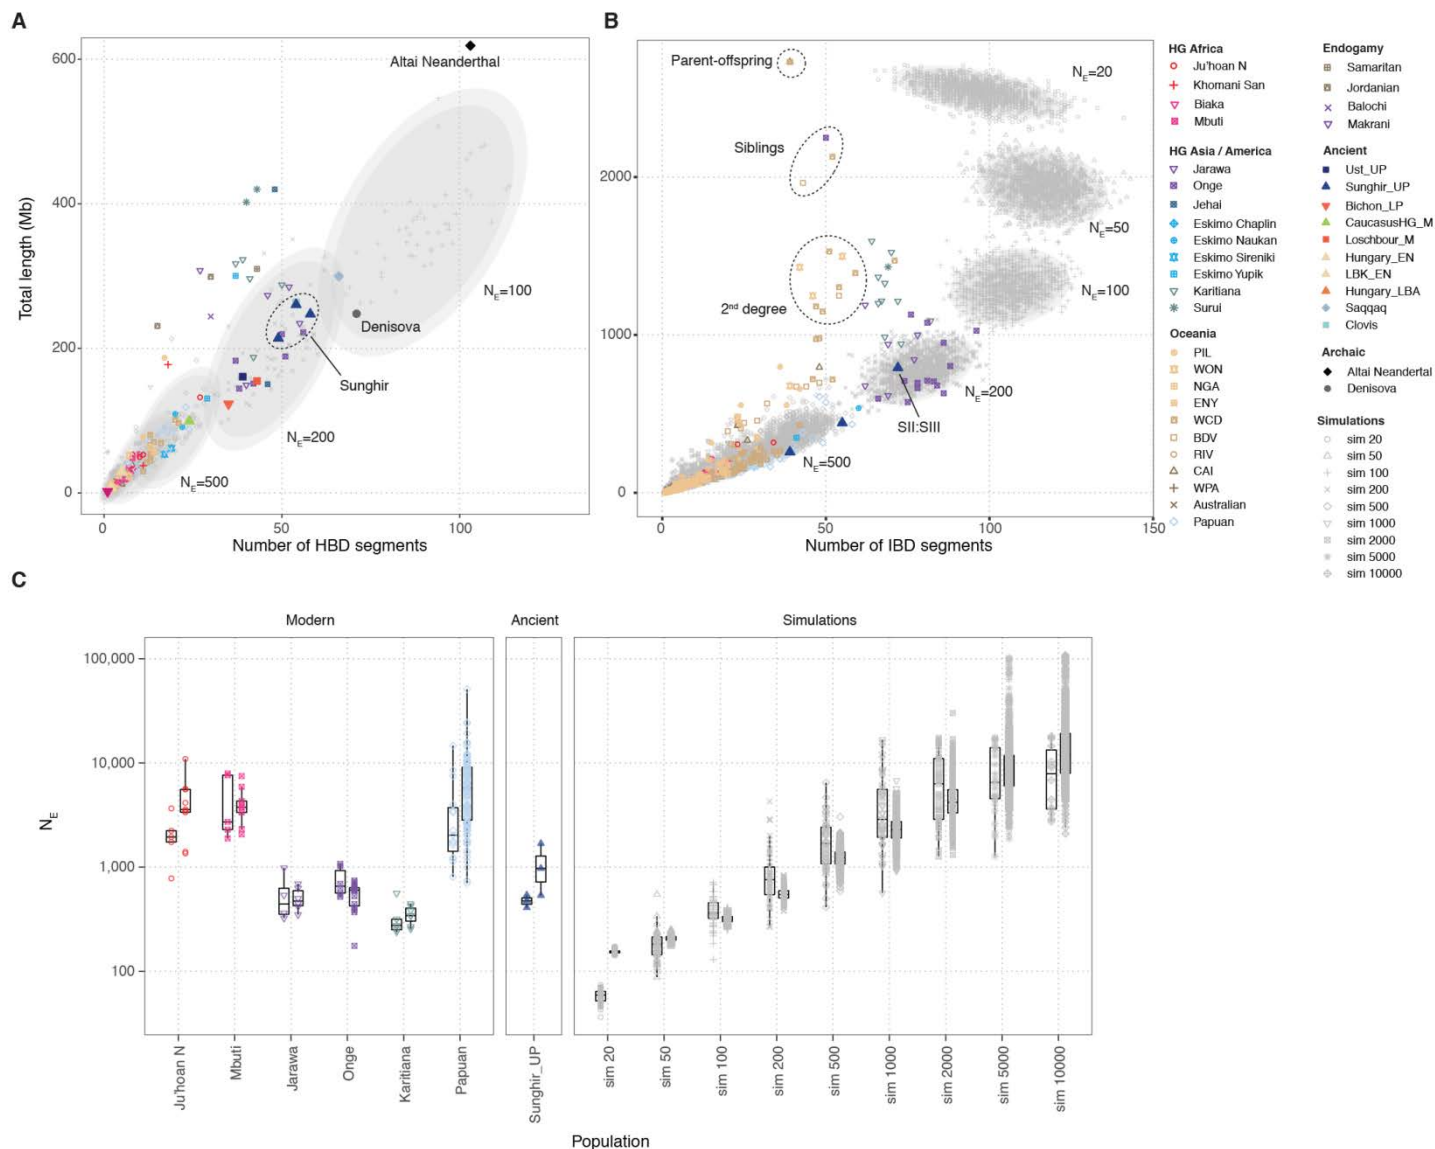 A
B
600
400
200
0
Total length (Mb)
Altai Neanderthal
Denisova
Sunghir
N_E=100
N_E=200
N_E=500
0
50
100
Number of HBD segments
2000
1000
0
Parent-offspring
Siblings
2nd degree
SII:SIII
N_E=20
N_E=50
N_E=100
N_E=200
N_E=500
0
50
100
150
Number of IBD segments
HG Africa
Ju'hoan N
Khomani San
Biaka
Mbuti
HG Asia / America
Jarawa
Onge
Jehai
Eskimo Chaplin
Eskimo Naukan
Eskimo Sireniki
Eskimo Yupik
Karitiana
Surui
Oceania
PIL
WON
NGA
ENY
WCD
BDV
RIV
CAI
WPA
Australian
Papuan
Endogamy
Samaritan
Jordanian
Balochi
Makrani
Ancient
Ust_UP
Sunghir_UP
Bichon_LP
CaucasusHG_M
Loschbour_M
Hungary_EN
LBK_EN
Hungary_LBA
Saqqaq
Clovis
Archaic
Altai Neandertal
Denisova
Simulations
sim 20
sim 50
sim 100
sim 200
sim 500
sim 1000
sim 2000
sim 5000
sim 10000
C
Modern
Ancient
Simulations
100,000
10,000
1,000
100
N_E
Ju'hoan N
Mbuti
Jarawa
Onge
Karitiana
Papuan
Sunghir_UP
sim 20
sim 50
sim 100
sim 200
sim 500
sim 1000
sim 2000
sim 5000
sim 10000
Population